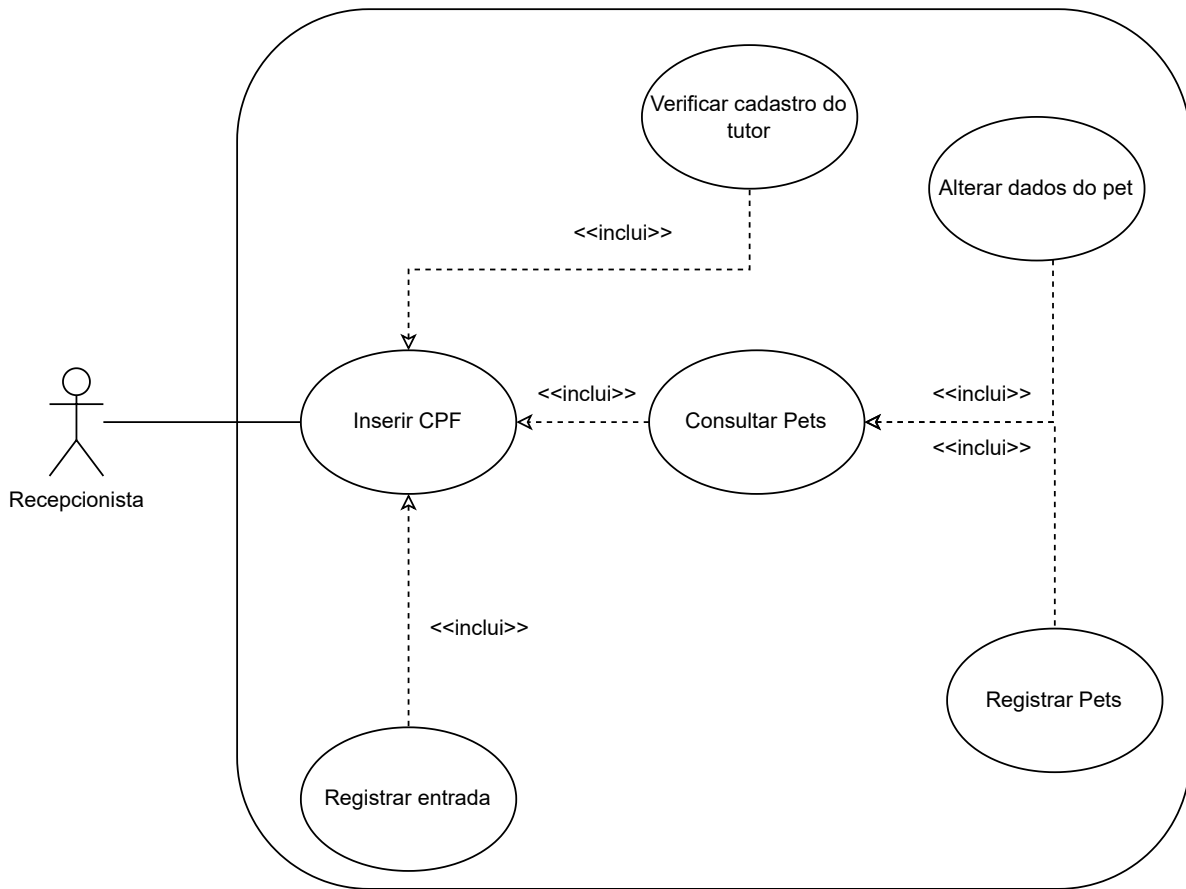 Verificar cadastro do
tutor
Alterar dados do pet
<<inclui>>
<<inclui>>
<<inclui>>
Inserir CPF
Consultar Pets
<<inclui>>
Recepcionista
<<inclui>>
Registrar Pets
Registrar entrada